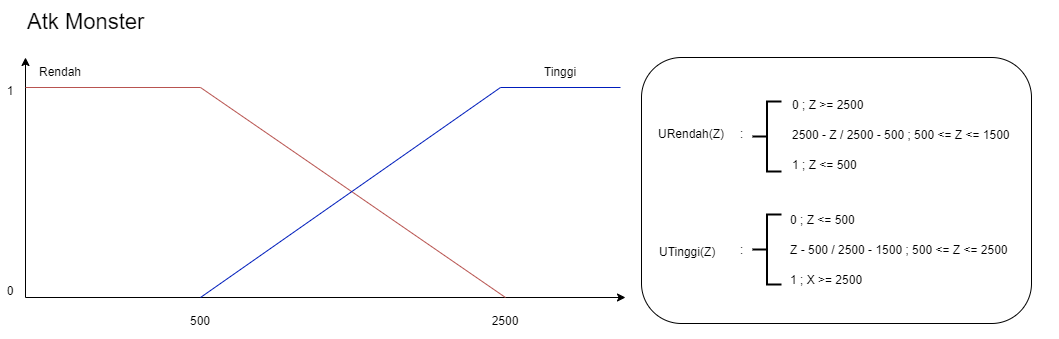 Atk Monster
Rendah
Tinggi
1
0
500
2500
URendah(Z) :
0 ; Z >= 2500
2500 - Z / 2500 - 500 ; 500 <= Z <= 1500
1 ; Z <= 500
UTinggi(Z) :
0 ; Z <= 500
Z - 500 / 2500 - 1500 ; 500 <= Z <= 2500
1 ; X >= 2500